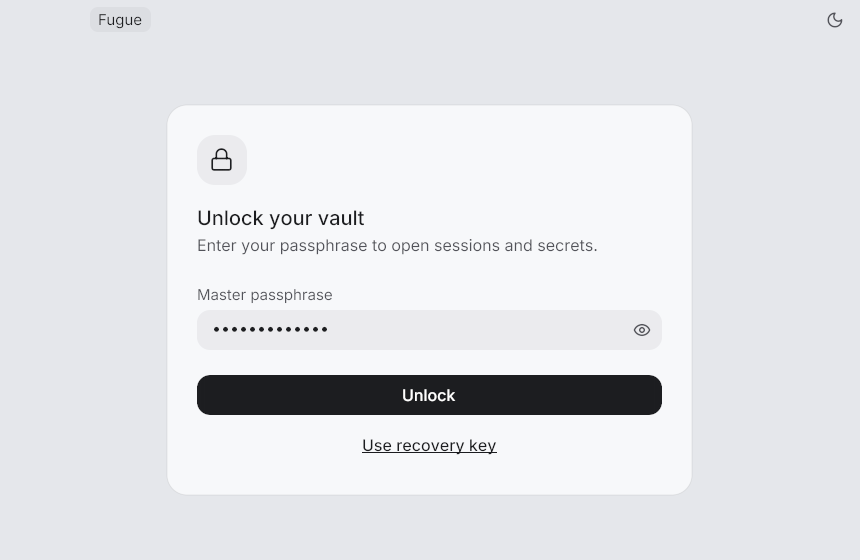 Fugue
Unlock your vault
Enter your passphrase to open sessions and secrets.
Master passphrase
•••••••••••••
Unlock
Use recovery key